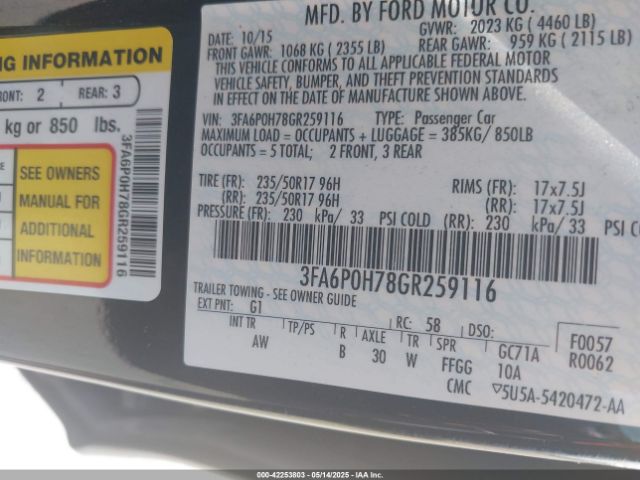 NG INFORMATION
FRONT: 2 REAR: 3
kg or 850 lbs.
SEE OWNERS
MANUAL FOR
ADDITIONAL
INFORMATION
3FA6P0H78GR259116
MFD. BY FORD MOTOR CO.
DATE: 10/15 GVWR: 2023 KG ( 4460 LB)
FRONT GAWR: 1068 KG ( 2355 LB) REAR GAWR: 959 KG ( 2115 LB)
THIS VEHICLE CONFORMS TO ALL APPLICABLE FEDERAL MOTOR
VEHICLE SAFETY, BUMPER, AND THEFT PREVENTION STANDARDS
IN EFFECT ON THE DATE OF MANUFACTURE SHOWN ABOVE.
VIN: 3FA6P0H78GR259116 TYPE: Passenger Car
MAXIMUM LOAD = OCCUPANTS + LUGGAGE = 385KG/ 850LB
OCCUPANTS = 5 TOTAL; 2 FRONT, 3 REAR
TIRE (FR): 235/50R17 96H RIMS (FR): 17x7.5J
(RR): 235/50R17 96H (RR): 17x7.5J
PRESSURE (FR): 230 kPa/ 33 PSI COLD (RR): 230 kPa/ 33 PSI COLD
3FA6P0H78GR259116
TRAILER TOWING - SEE OWNER GUIDE
EXT PNT: G1 RC: 58 DSO: F0057
INT TR TP/PS R AXLE TR SPR GC71A R0062
AW B 30 W FFGG 10A
CMC ▽5U5A-5420472-AA
000-42253803 - 05/14/2025 - IAAI.COM